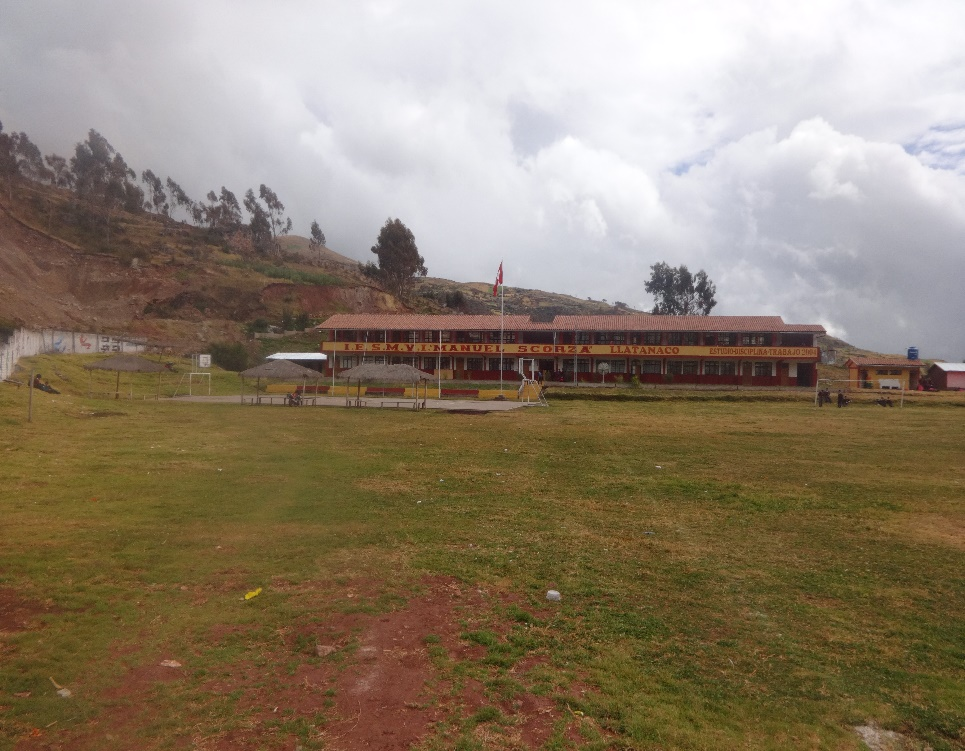 I.E.S.M.V.I. "MANUEL SCORZA" LLATANACO ESTUDIO-DISCIPLINA-TRABAJO